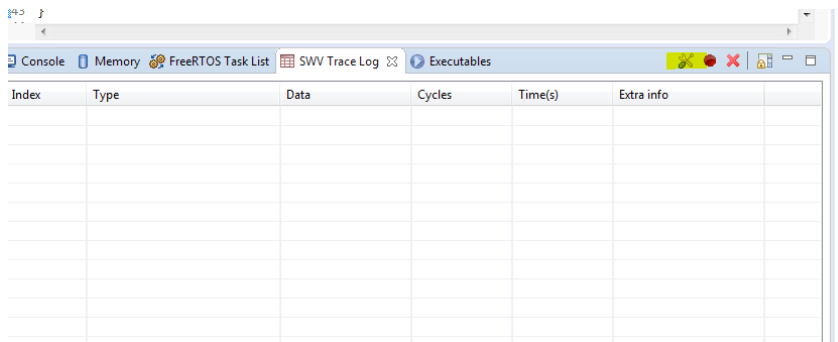 }
Console Memory FreeRTOS Task List SWV Trace Log Executables
Index Type Data Cycles Time(s) Extra info